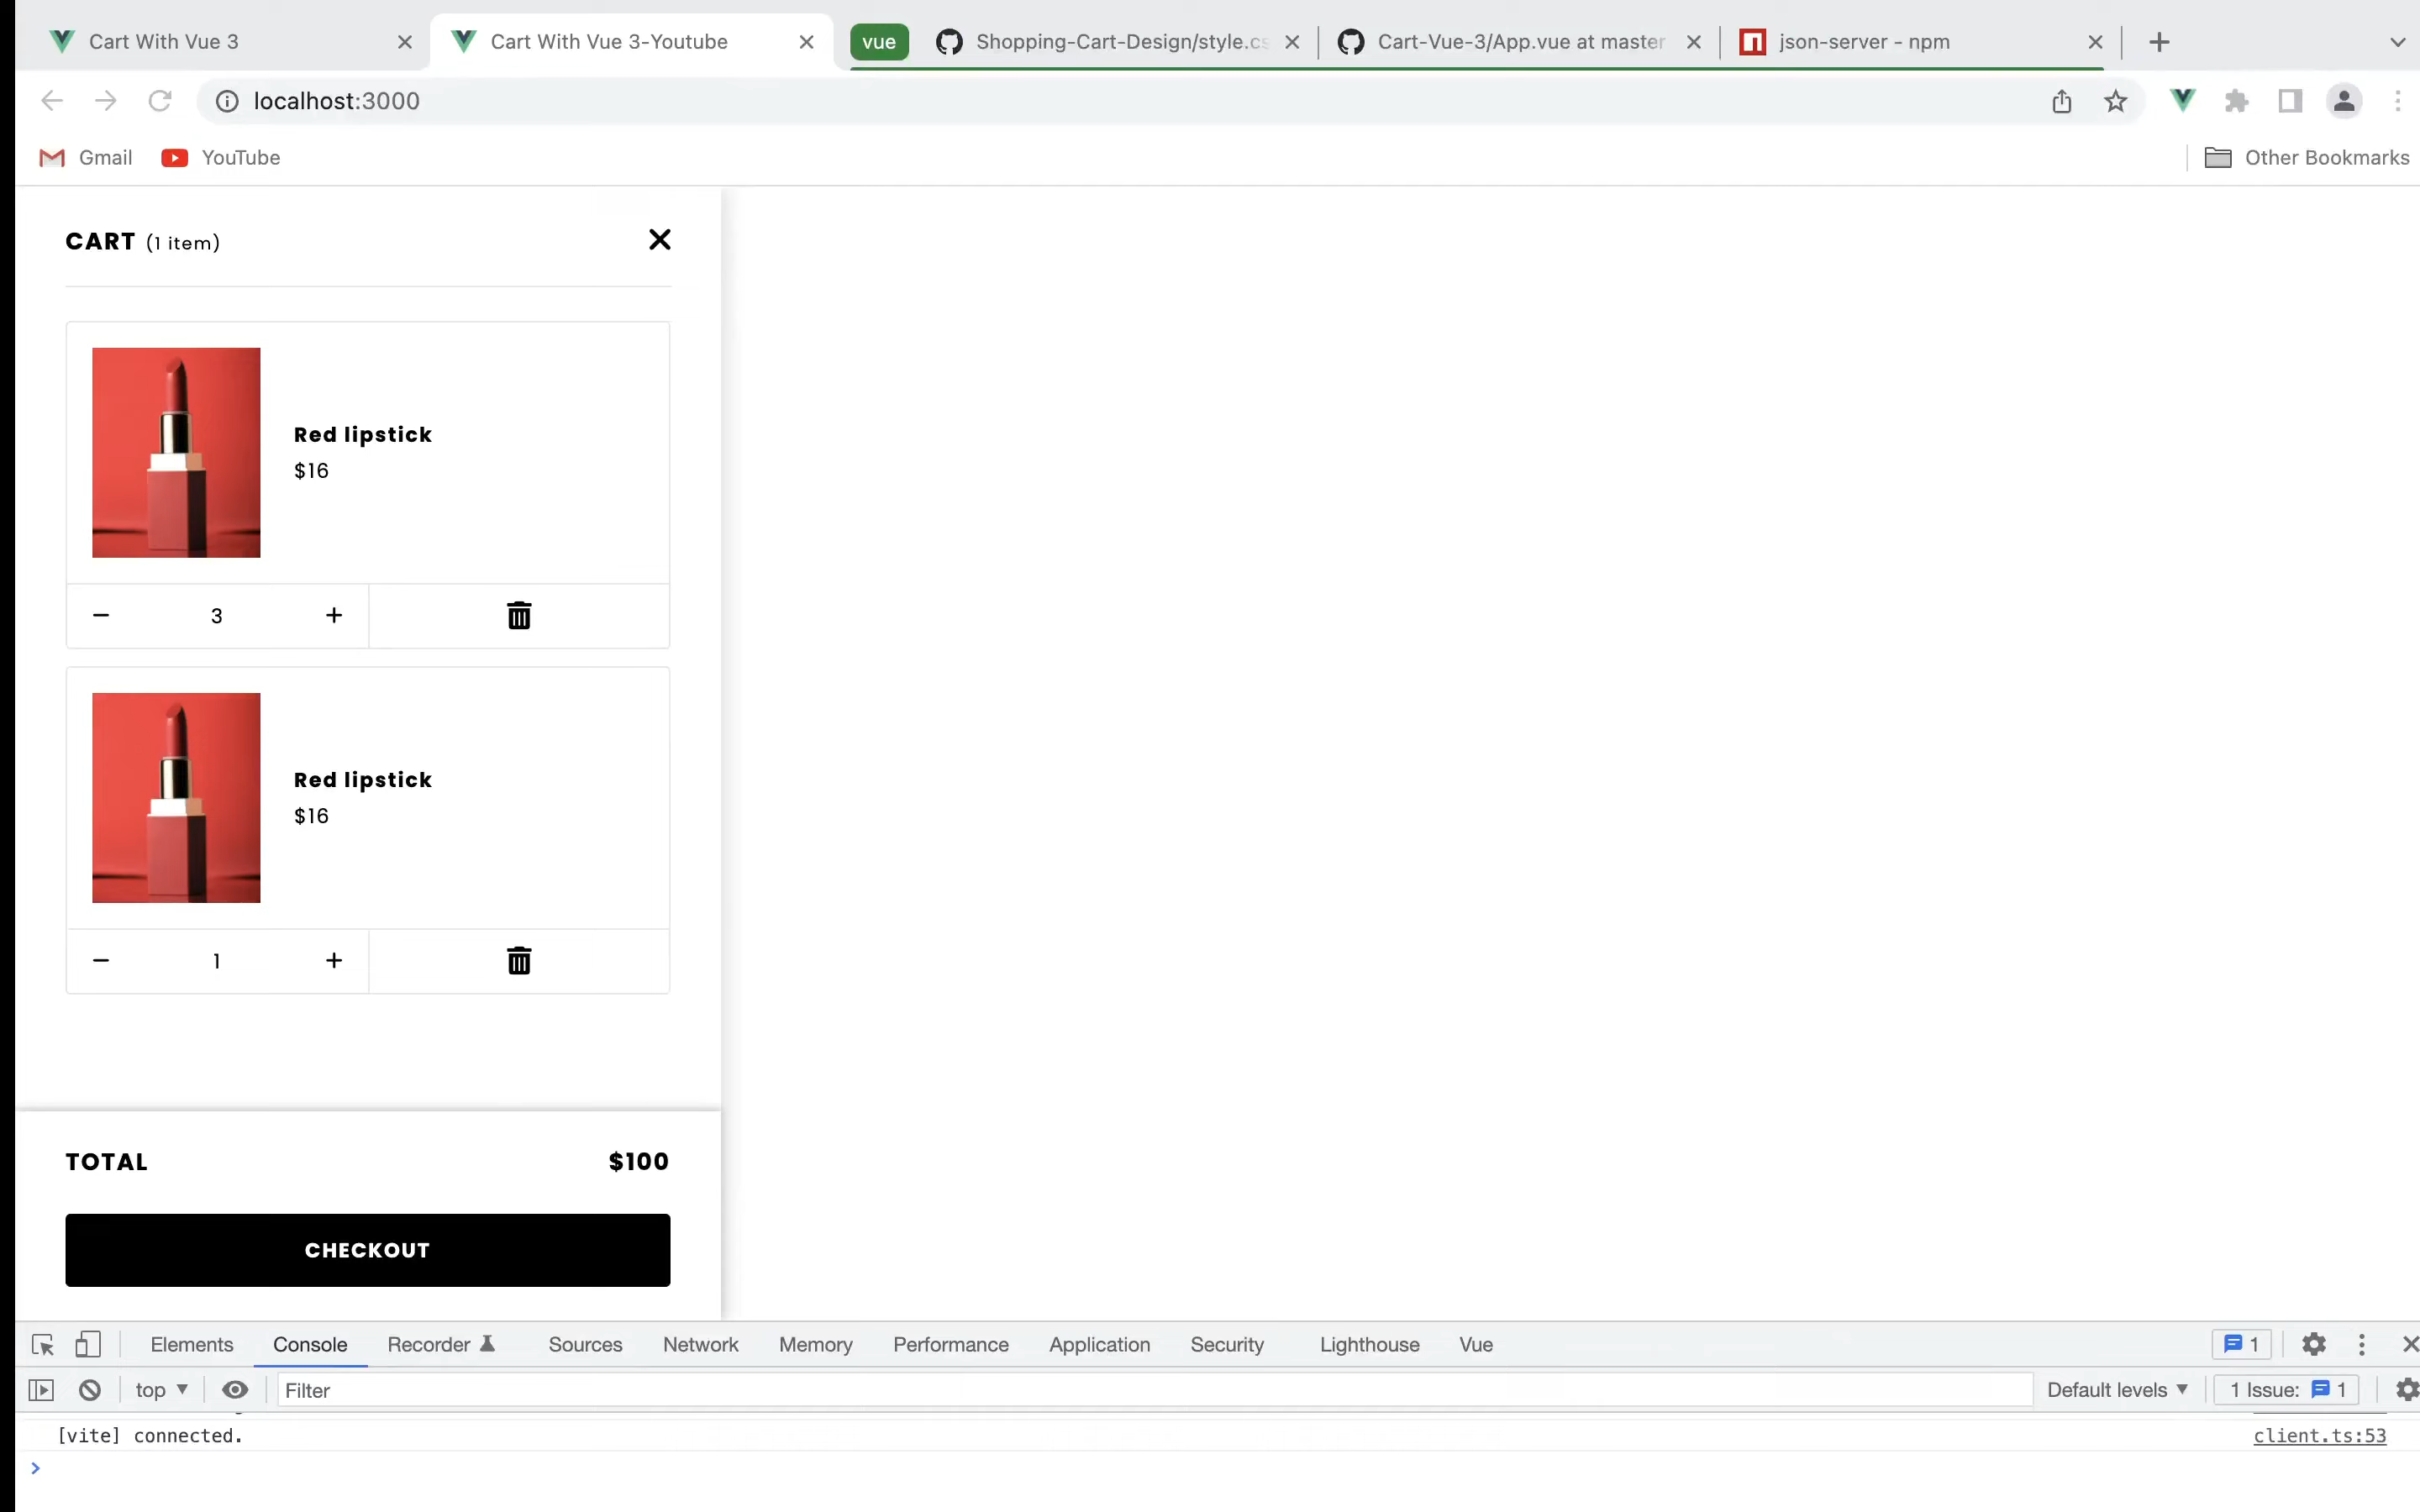 Cart With Vue 3
Cart With Vue 3-Youtube
vue
Shopping-Cart-Design/style.cs
Cart-Vue-3/App.vue at master
json-server - npm
localhost:3000
Gmail
YouTube
Other Bookmarks
CART (1 item)
Red lipstick
$16
3
Red lipstick
$16
1
TOTAL $100
CHECKOUT
Elements Console Recorder Sources Network Memory Performance Application Security Lighthouse Vue 1
top Filter Default levels 1 Issue: 1
[vite] connected. client.ts:53